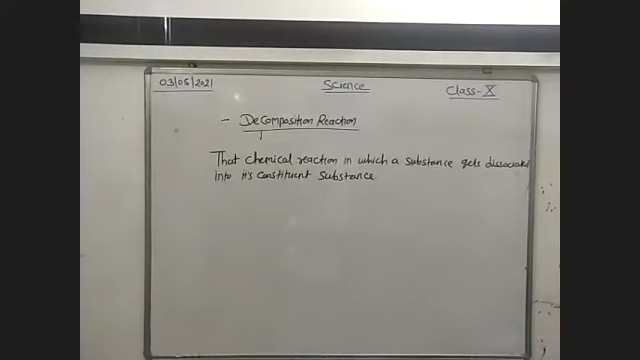 03/05/2021 Science Class-X
- Decomposition Reaction
That chemical reaction in which a substance gets dissociated
into it's constituent substance.